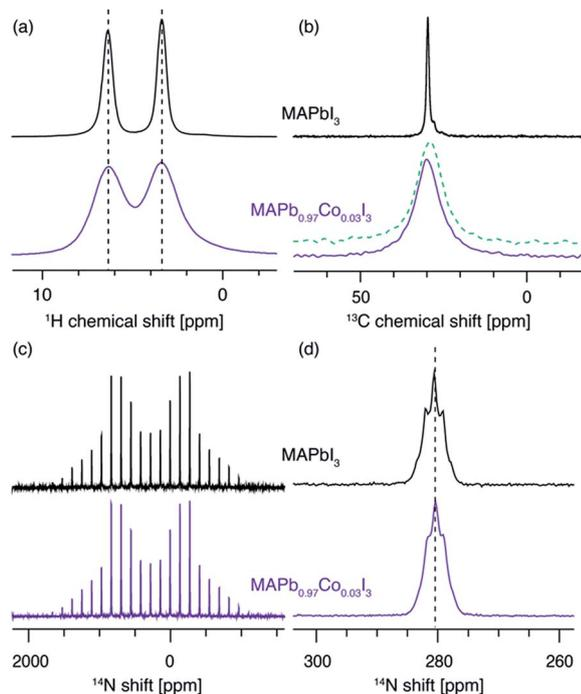 (a)
(b)
MAPbI₃
MAPb₀.₉₇Co₀.₀₃I₃
10 0
50 0
¹H chemical shift [ppm]
¹³C chemical shift [ppm]
(c)
(d)
MAPbI₃
MAPb₀.₉₇Co₀.₀₃I₃
2000 0
300 280 260
¹⁴N shift [ppm]
¹⁴N shift [ppm]